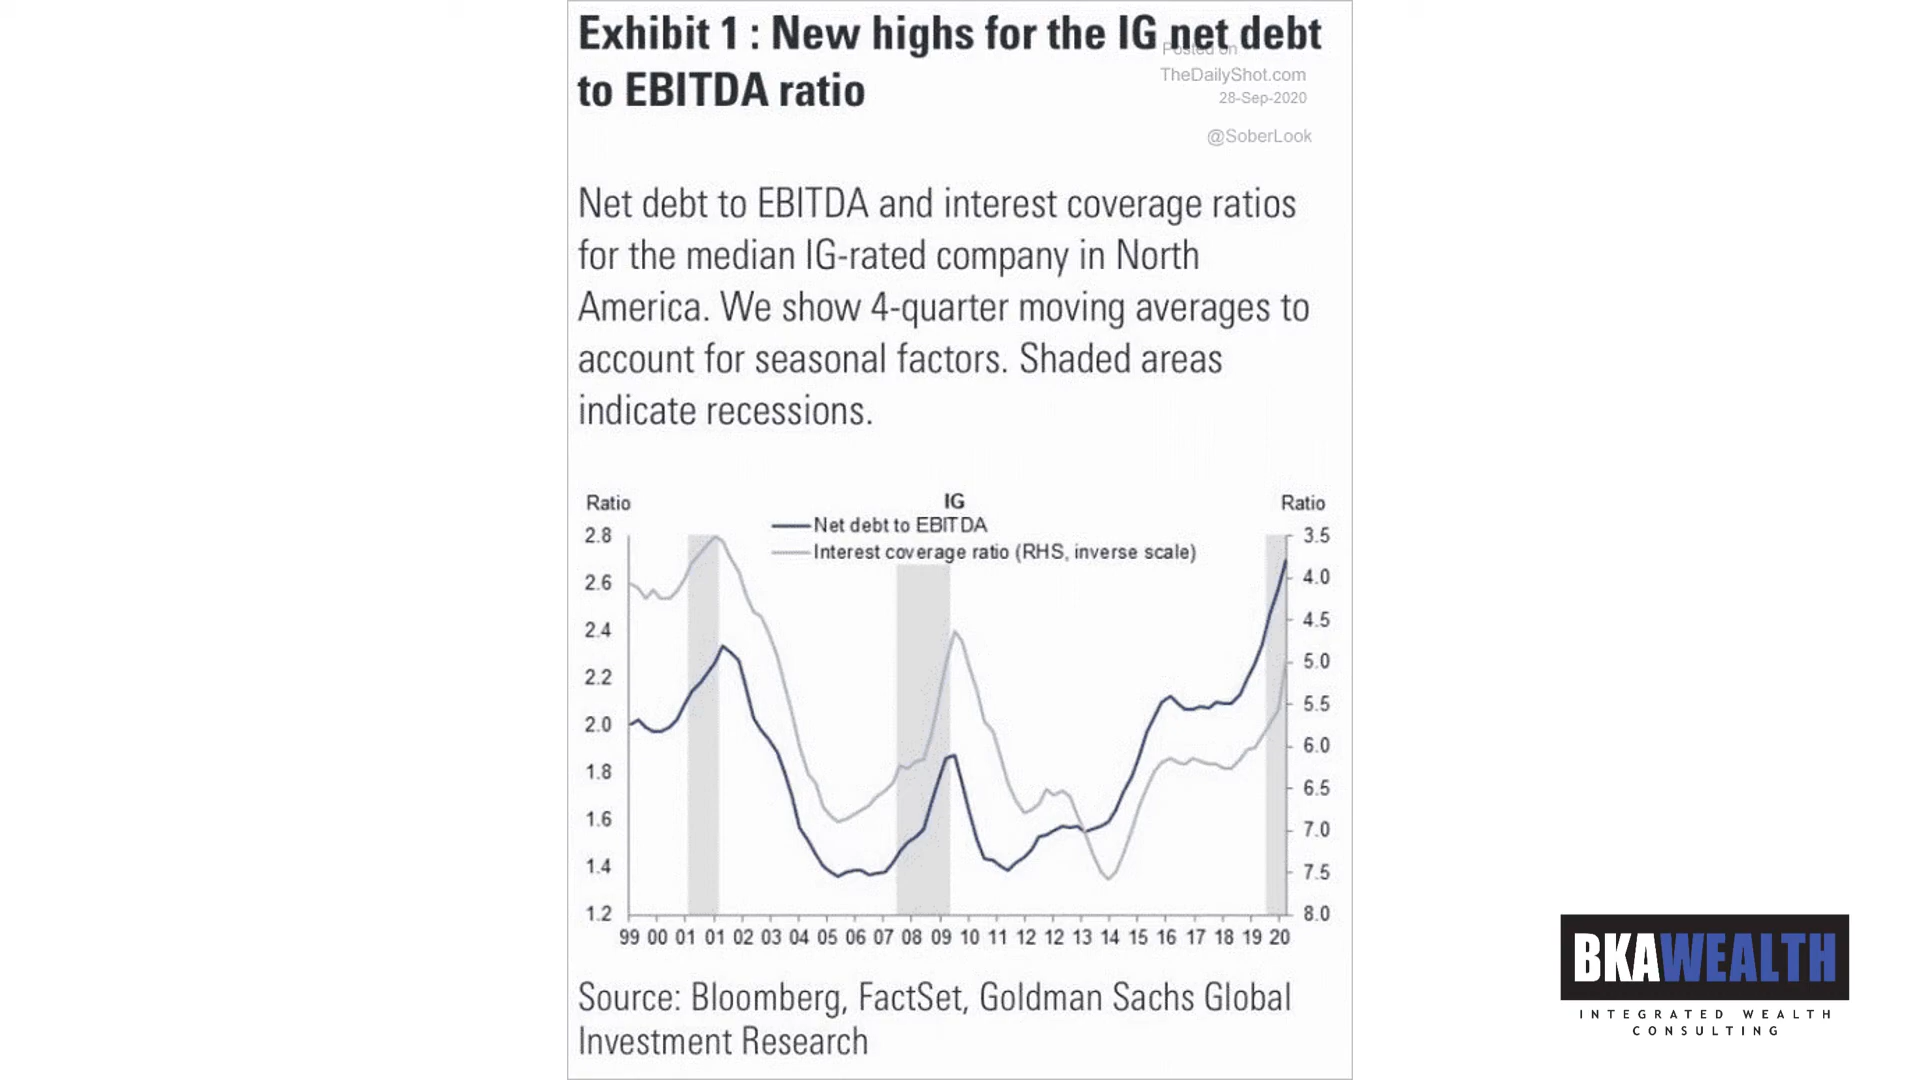 Exhibit 1 : New highs for the IG net debt
to EBITDA ratio
Posted on
TheDailyShot.com
28-Sep-2020
@SoberLook
Net debt to EBITDA and interest coverage ratios
for the median IG-rated company in North
America. We show 4-quarter moving averages to
account for seasonal factors. Shaded areas
indicate recessions.
Ratio IG Ratio
Net debt to EBITDA
Interest coverage ratio (RHS, inverse scale)
2.8 3.5
2.6 4.0
2.4 4.5
2.2 5.0
2.0 5.5
1.8 6.0
1.6 6.5
1.4 7.0
1.2 7.5
8.0
99 00 01 01 02 03 04 05 06 07 08 09 10 11 12 12 13 14 15 16 17 18 19 20
Source: Bloomberg, FactSet, Goldman Sachs Global
Investment Research
BKAWEALTH
INTEGRATED WEALTH
CONSULTING